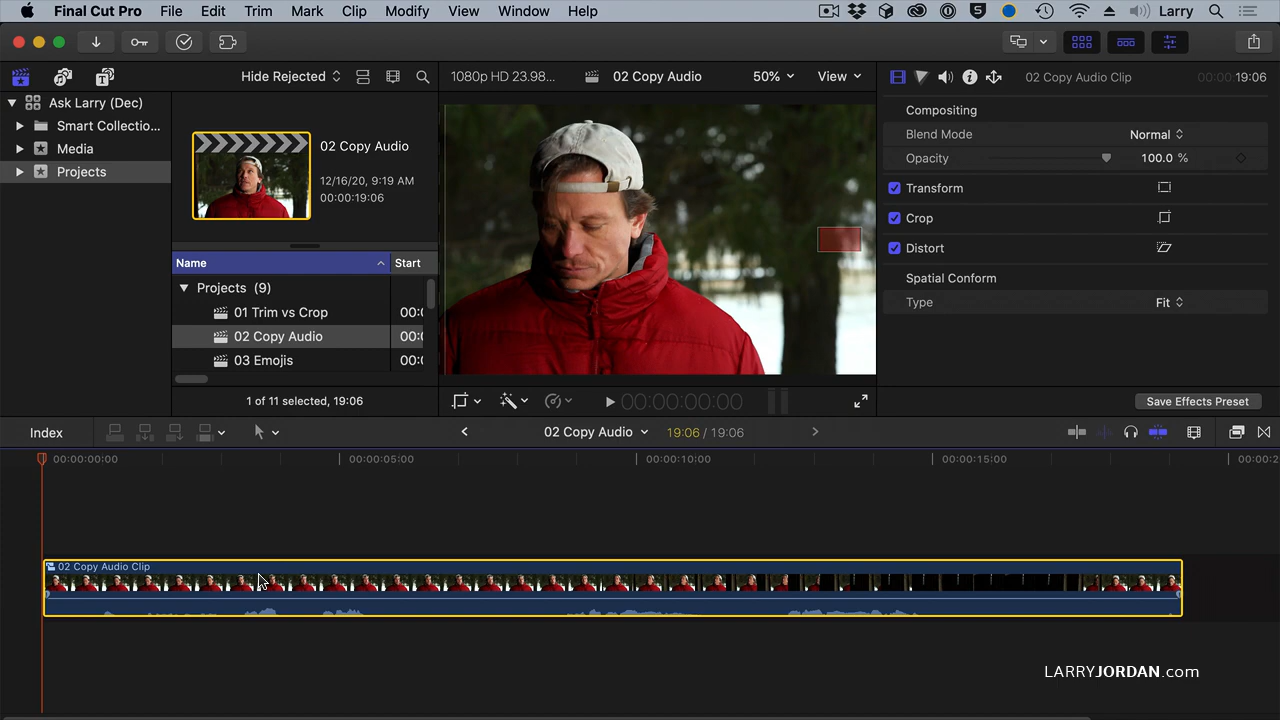 Final Cut Pro File Edit Trim Mark Clip Modify View Window Help Larry
Hide Rejected
1080p HD 23.98... 02 Copy Audio 50% View
02 Copy Audio Clip 00:00:00:19:06
Ask Larry (Dec)
Smart Collectio...
Media
Projects
02 Copy Audio
12/16/20, 9:19 AM
00:00:19:06
Name Start
Projects (9)
01 Trim vs Crop 00:
02 Copy Audio 00:
03 Emojis 00:
1 of 11 selected, 19:06
00:00:00:00
Compositing
Blend Mode Normal
Opacity 100.0 %
Transform
Crop
Distort
Spatial Conform
Type Fit
Save Effects Preset
Index 02 Copy Audio 19:06 / 19:06
00:00:00:00 00:00:05:00 00:00:10:00 00:00:15:00 00:00:2
02 Copy Audio Clip
LARRYJORDAN.com